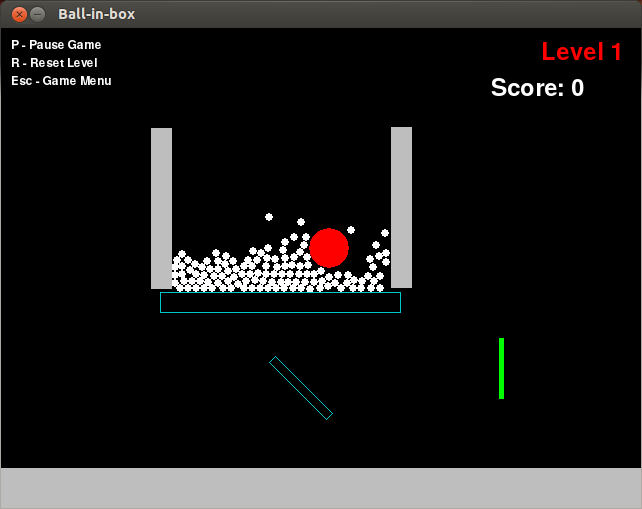 Ball-in-box
P - Pause Game
R - Reset Level
Esc - Game Menu
Level 1
Score: 0